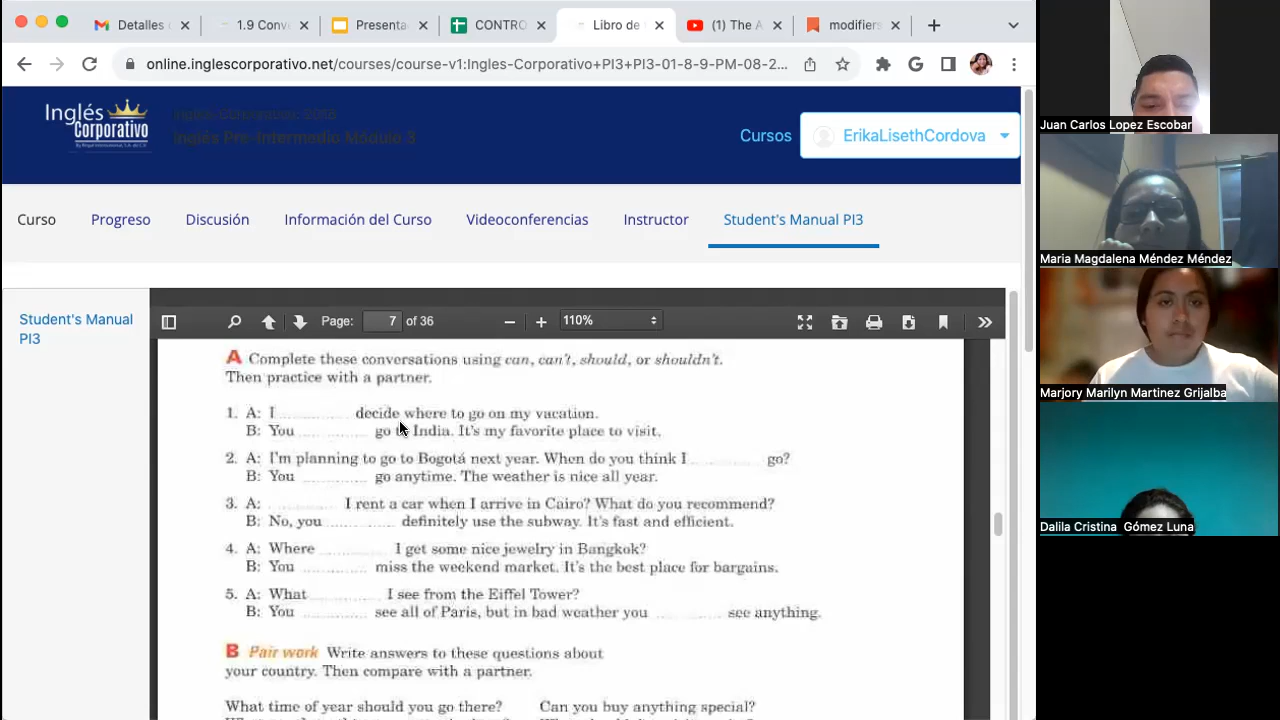 Detalles
1.9 Conv
Presenta
CONTRO
Libro de
(1) The A
modifiers
online.inglescorporativo.net/courses/course-v1:Ingles-Corporativo+PI3+PI3-01-8-9-PM-08-2...
Inglés
Corporativo
Inglés Corporativo: 2018
Inglés Pre-Intermedio Módulo 3
Cursos
ErikaLisethCordova
Curso
Progreso
Discusión
Información del Curso
Videoconferencias
Instructor
Student's Manual PI3
Student's Manual
PI3
Page: 7 of 36
110%
A Complete these conversations using can, can't, should, or shouldn't.
Then practice with a partner.
1. A: I ............ decide where to go on my vacation.
B: You ............ go to India. It's my favorite place to visit.
2. A: I'm planning to go to Bogotá next year. When do you think I ............ go?
B: You ............ go anytime. The weather is nice all year.
3. A: ............ I rent a car when I arrive in Cairo? What do you recommend?
B: No, you ............ definitely use the subway. It's fast and efficient.
4. A: Where ............ I get some nice jewelry in Bangkok?
B: You ............ miss the weekend market. It's the best place for bargains.
5. A: What ............ I see from the Eiffel Tower?
B: You ............ see all of Paris, but in bad weather you ............ see anything.
B Pair work Write answers to these questions about
your country. Then compare with a partner.
What time of year should you go there?
Can you buy anything special?
Juan Carlos Lopez Escobar
Maria Magdalena Méndez Méndez
Marjory Marilyn Martinez Grijalba
Dalila Cristina Gómez Luna